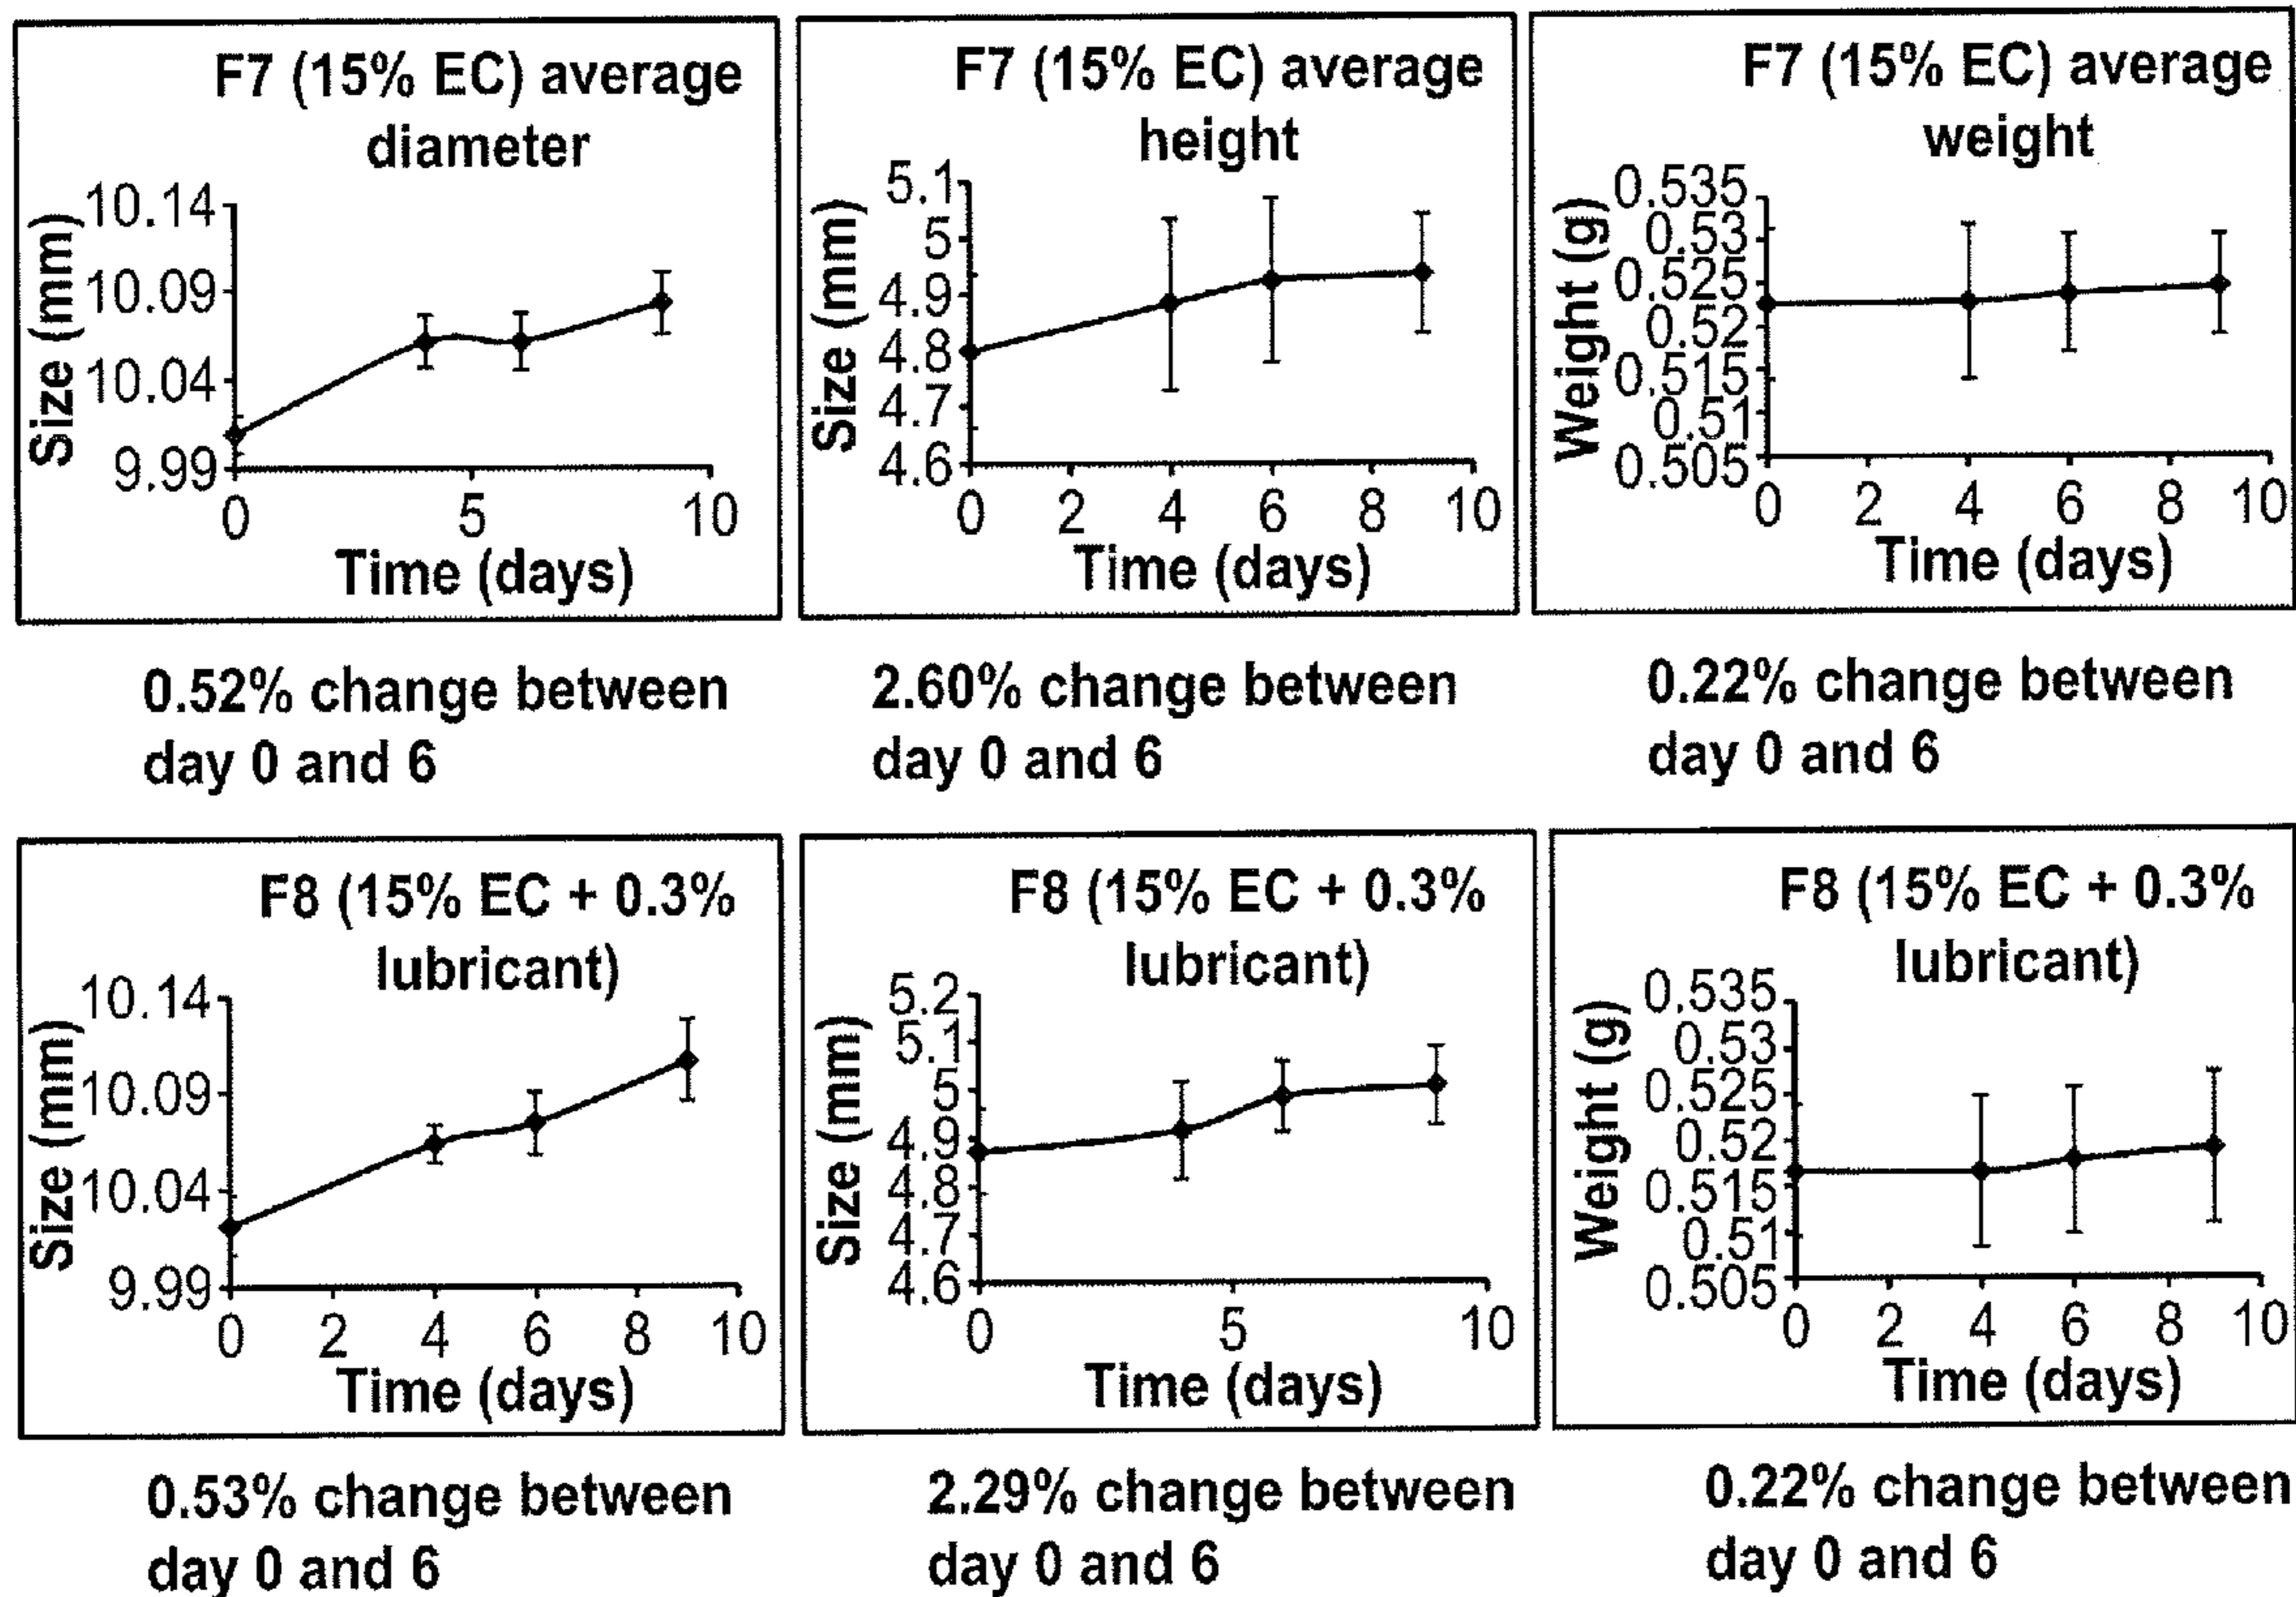 F7 (15% EC) average
diameter
Size (mm)
10.14
10.09
10.04
9.99
0 5 10
Time (days)
0.52% change between
day 0 and 6
F7 (15% EC) average
height
Size (mm)
5.1
5
4.9
4.8
4.7
4.6
0 2 4 6 8 10
Time (days)
2.60% change between
day 0 and 6
F7 (15% EC) average
weight
Weight (g)
0.535
0.53
0.525
0.52
0.515
0.51
0.505
0 2 4 6 8 10
Time (days)
0.22% change between
day 0 and 6
F8 (15% EC + 0.3%
lubricant)
Size (mm)
10.14
10.09
10.04
9.99
0 2 4 6 8 10
Time (days)
0.53% change between
day 0 and 6
F8 (15% EC + 0.3%
lubricant)
Size (mm)
5.2
5.1
5
4.9
4.8
4.7
4.6
0 5 10
Time (days)
2.29% change between
day 0 and 6
F8 (15% EC + 0.3%
lubricant)
Weight (g)
0.535
0.53
0.525
0.52
0.515
0.51
0.505
0 2 4 6 8 10
Time (days)
0.22% change between
day 0 and 6